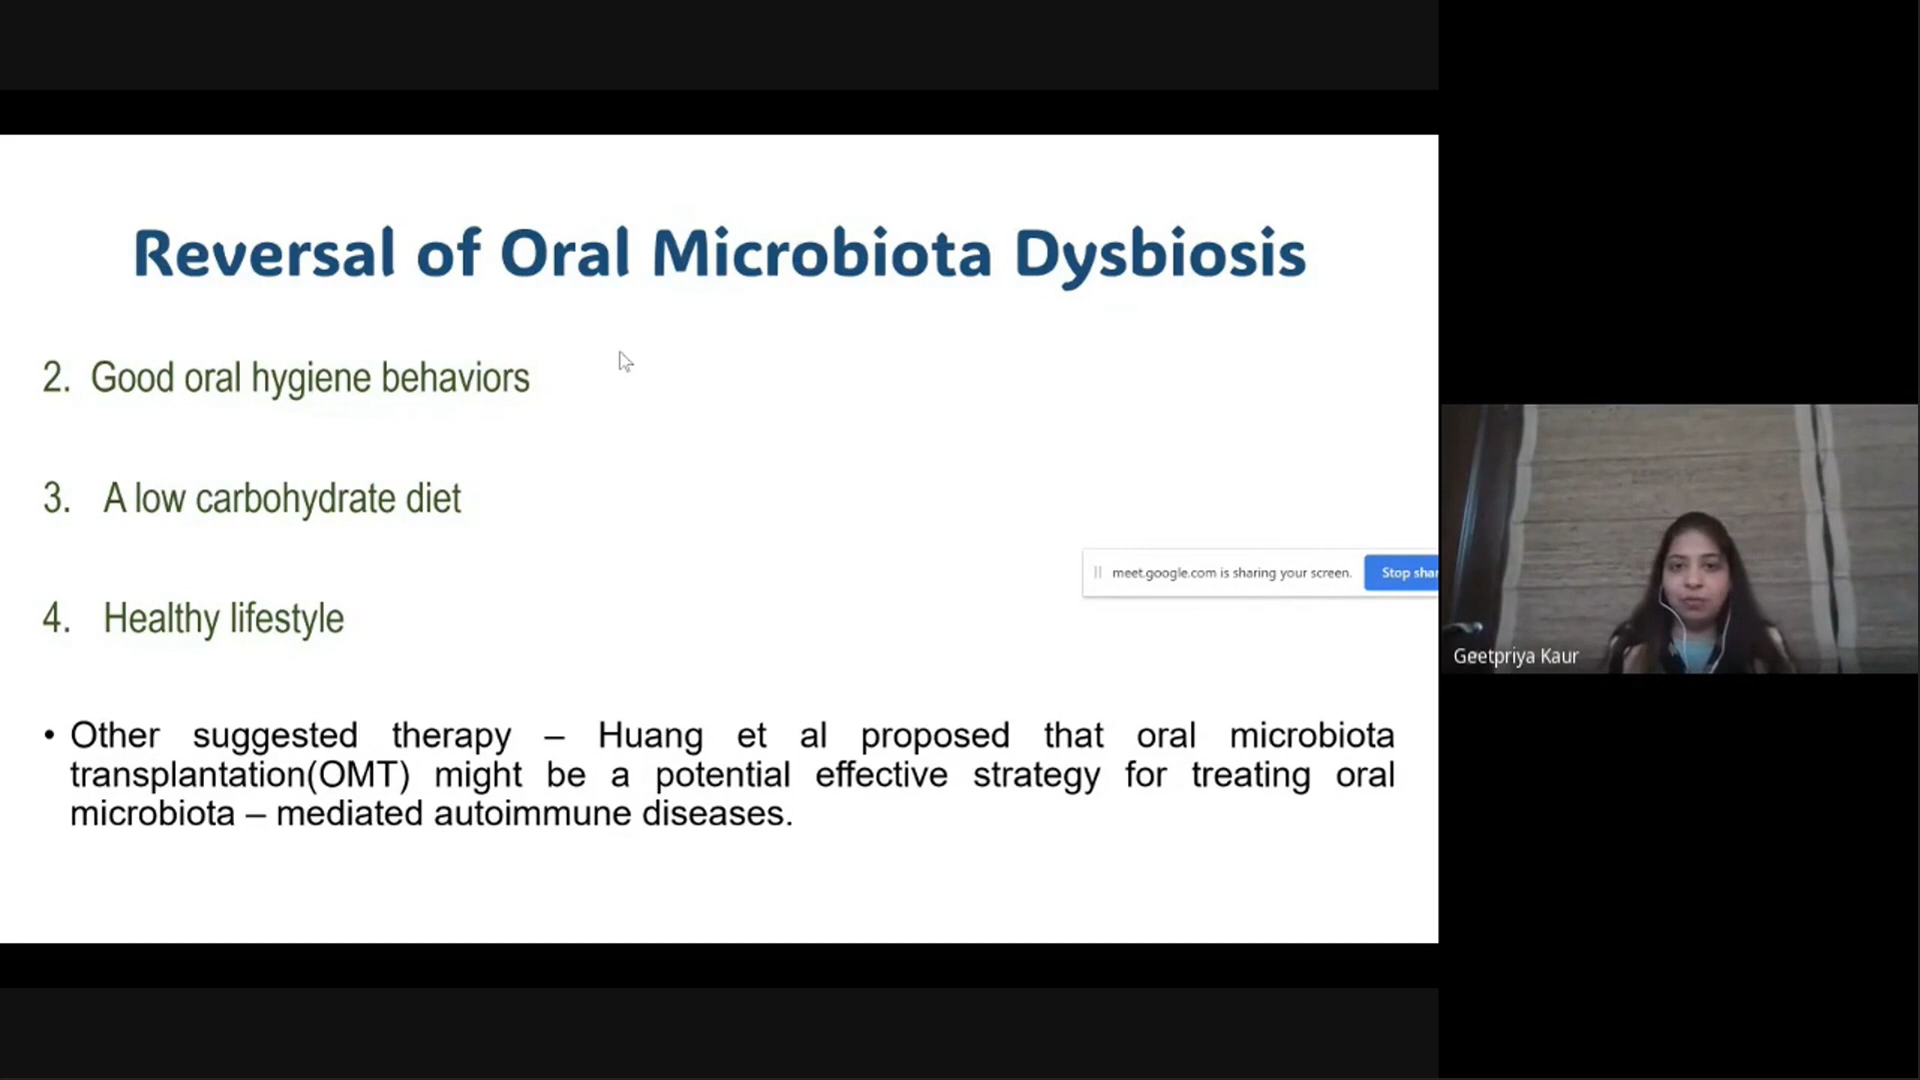 Reversal of Oral Microbiota Dysbiosis
2. Good oral hygiene behaviors
3. A low carbohydrate diet
4. Healthy lifestyle
meet.google.com is sharing your screen. Stop shar
• Other suggested therapy – Huang et al proposed that oral microbiota
transplantation(OMT) might be a potential effective strategy for treating oral
microbiota – mediated autoimmune diseases.
Geetpriya Kaur